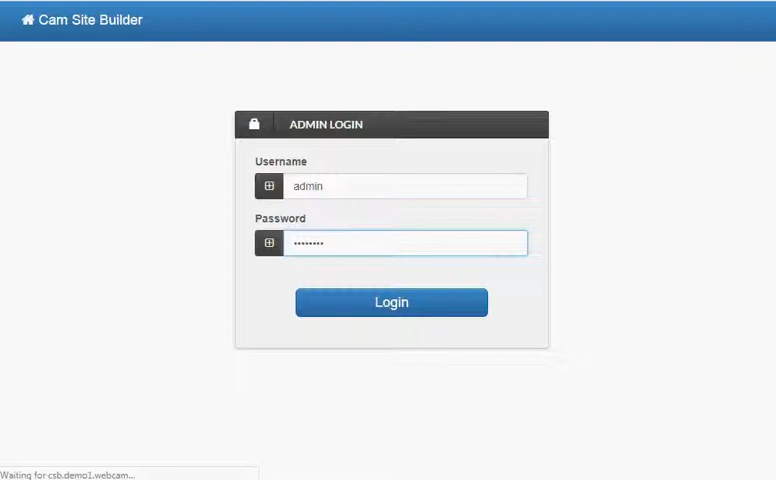 Cam Site Builder
ADMIN LOGIN
Username
admin
Password
••••••••
Login
Waiting for csb.demo1.webcam...